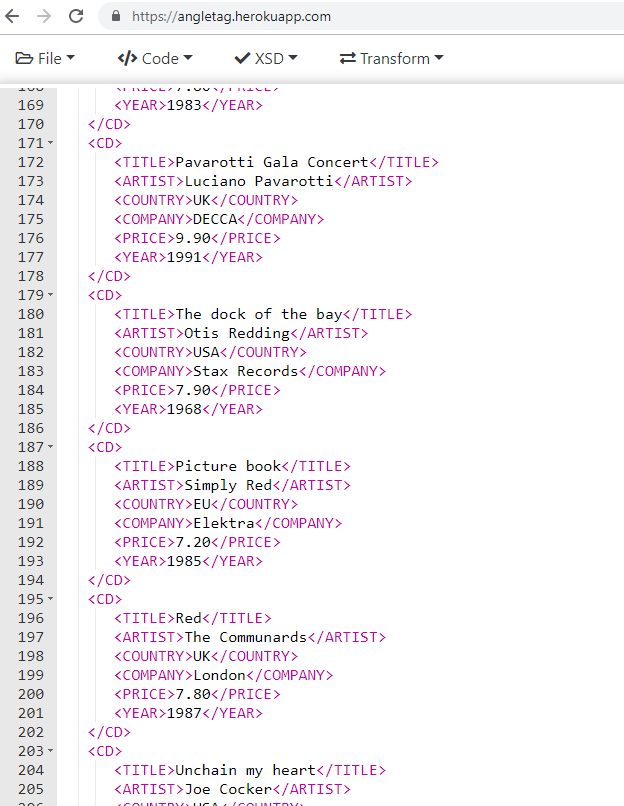 https://angletag.herokuapp.com
File Code XSD Transform
168 <PRICE>7.80</PRICE>
169 <YEAR>1983</YEAR>
170 </CD>
171 <CD>
172 <TITLE>Pavarotti Gala Concert</TITLE>
173 <ARTIST>Luciano Pavarotti</ARTIST>
174 <COUNTRY>UK</COUNTRY>
175 <COMPANY>DECCA</COMPANY>
176 <PRICE>9.90</PRICE>
177 <YEAR>1991</YEAR>
178 </CD>
179 <CD>
180 <TITLE>The dock of the bay</TITLE>
181 <ARTIST>Otis Redding</ARTIST>
182 <COUNTRY>USA</COUNTRY>
183 <COMPANY>Stax Records</COMPANY>
184 <PRICE>7.90</PRICE>
185 <YEAR>1968</YEAR>
186 </CD>
187 <CD>
188 <TITLE>Picture book</TITLE>
189 <ARTIST>Simply Red</ARTIST>
190 <COUNTRY>EU</COUNTRY>
191 <COMPANY>Elektra</COMPANY>
192 <PRICE>7.20</PRICE>
193 <YEAR>1985</YEAR>
194 </CD>
195 <CD>
196 <TITLE>Red</TITLE>
197 <ARTIST>The Communards</ARTIST>
198 <COUNTRY>UK</COUNTRY>
199 <COMPANY>London</COMPANY>
200 <PRICE>7.80</PRICE>
201 <YEAR>1987</YEAR>
202 </CD>
203 <CD>
204 <TITLE>Unchain my heart</TITLE>
205 <ARTIST>Joe Cocker</ARTIST>
206 <COUNTRY>USA</COUNTRY>